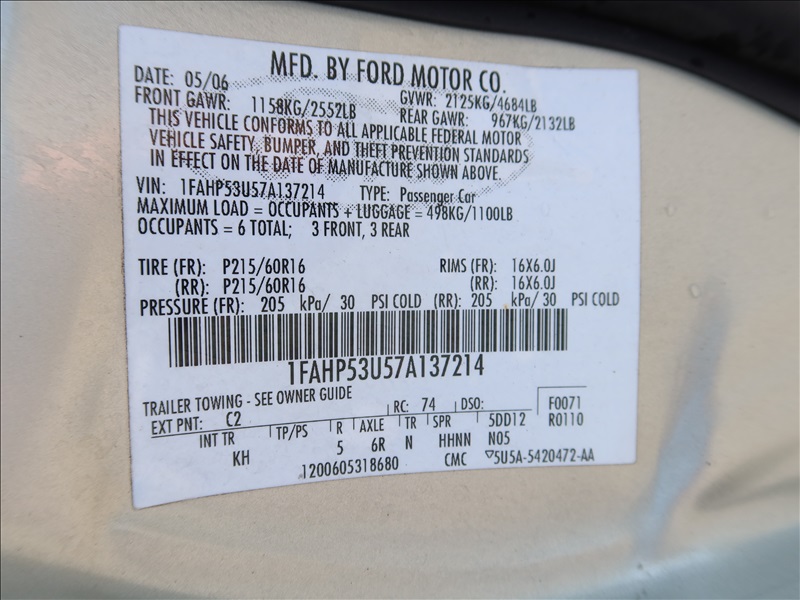 MFD. BY FORD MOTOR CO.
DATE: 05/06 GVWR: 2125KG/4684LB
FRONT GAWR: 1158KG/2552LB REAR GAWR: 967KG/2132LB
THIS VEHICLE CONFORMS TO ALL APPLICABLE FEDERAL MOTOR
VEHICLE SAFETY, BUMPER, AND THEFT PREVENTION STANDARDS
IN EFFECT ON THE DATE OF MANUFACTURE SHOWN ABOVE.
VIN: 1FAHP53U57A137214 TYPE: Passenger Car
MAXIMUM LOAD = OCCUPANTS + LUGGAGE = 498KG/1100LB
OCCUPANTS = 6 TOTAL; 3 FRONT, 3 REAR
TIRE (FR): P215/60R16 RIMS (FR): 16X6.0J
(RR): P215/60R16 (RR): 16X6.0J
PRESSURE (FR): 205 kPa/ 30 PSI COLD (RR): 205 kPa/ 30 PSI COLD
1FAHP53U57A137214
TRAILER TOWING - SEE OWNER GUIDE
EXT PNT: C2 RC: 74 DSO: F0071
INT TR TP/PS R AXLE TR SPR 5DD12 R0110
KH 5 6R N HHNN N05
1200605318680 CMC ▽5U5A-5420472-AA